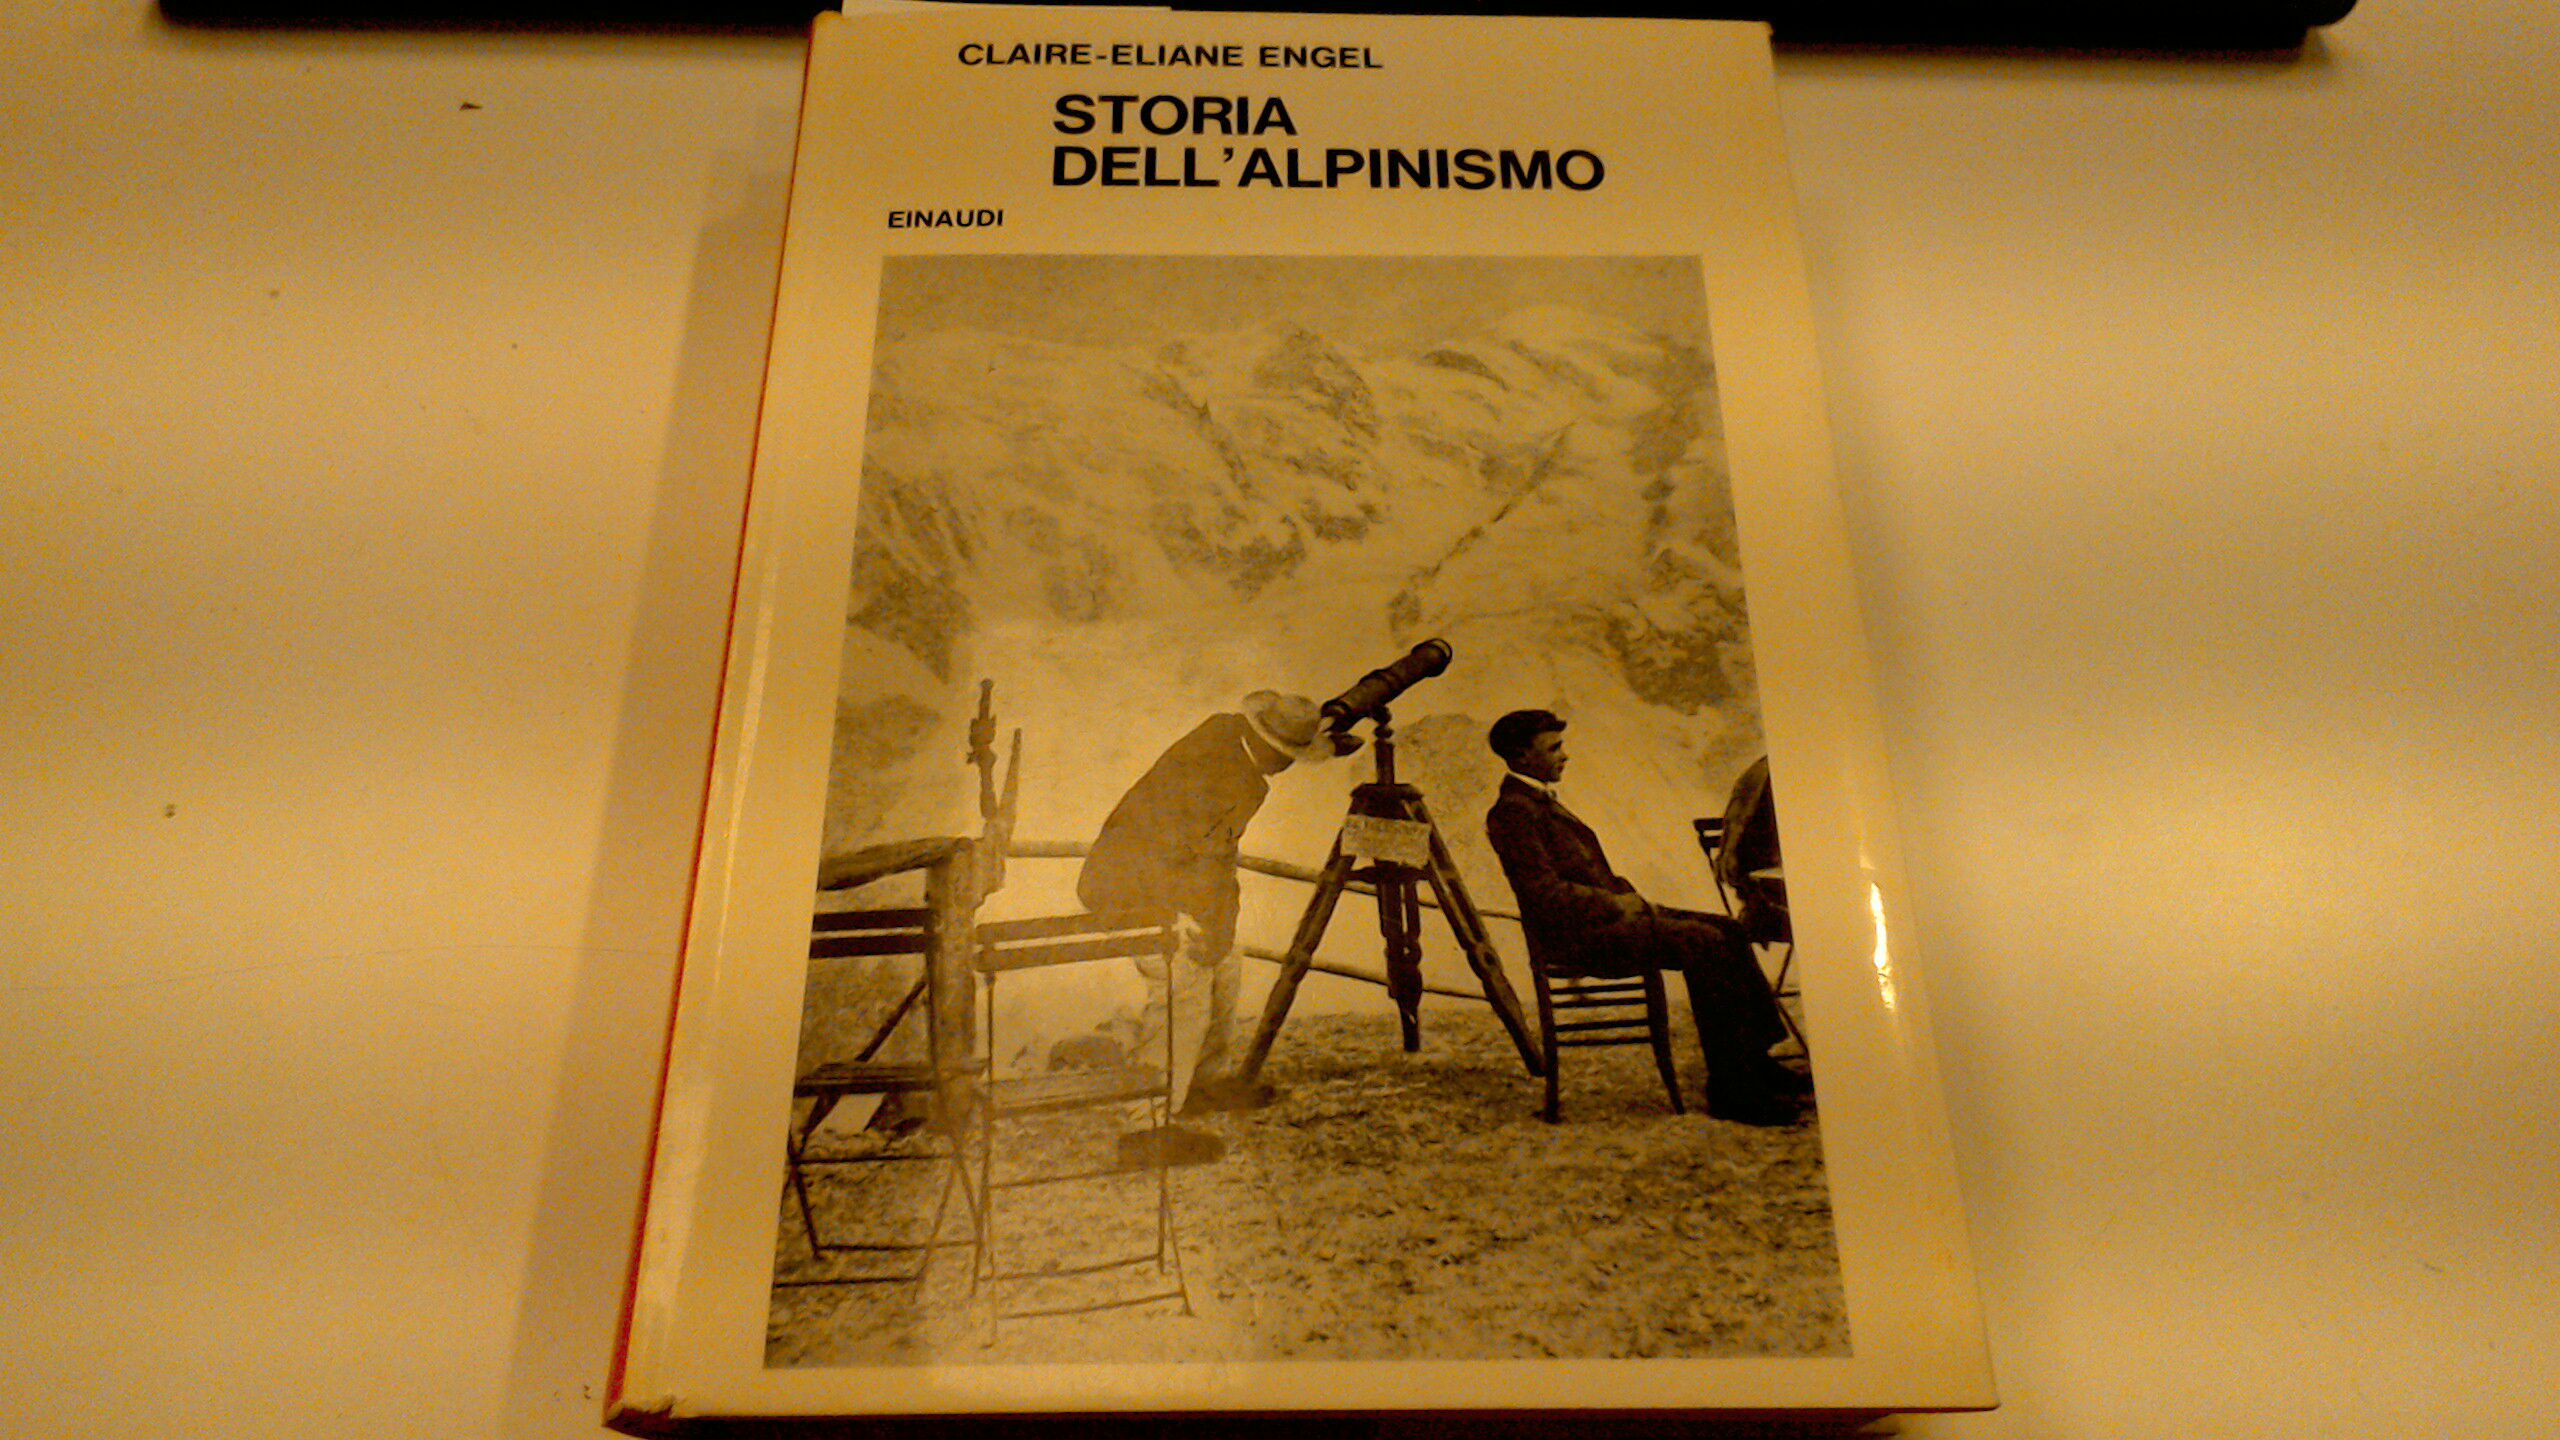 CLAIRE-ELIANE ENGEL
STORIA
DELL'ALPINISMO
EINAUDI